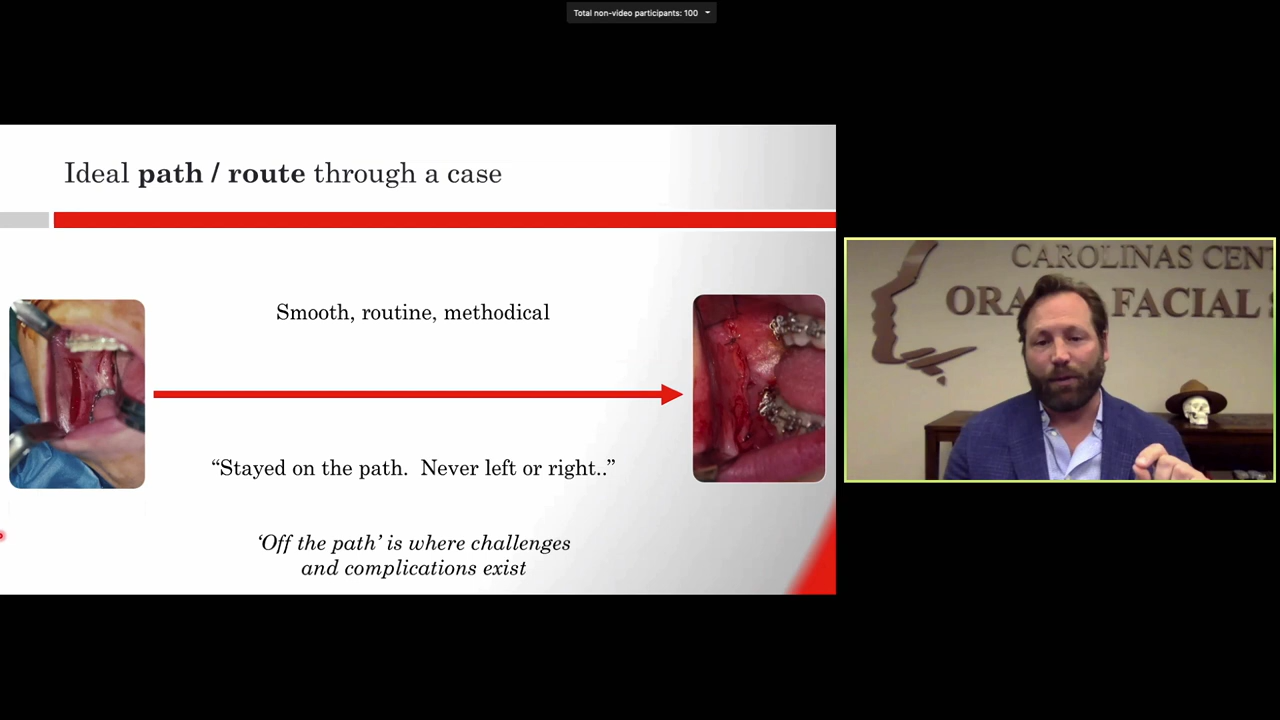 Total non-video participants: 100
Ideal path / route through a case
Smooth, routine, methodical
“Stayed on the path.  Never left or right..”
‘Off the path’ is where challenges
and complications exist
CAROLINAS CENT
ORA FACIAL S